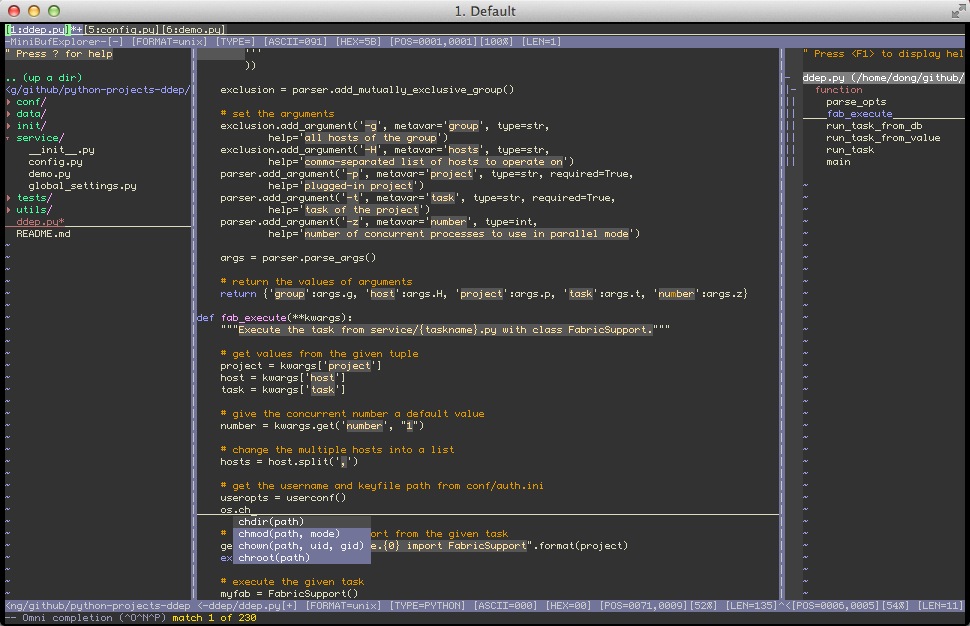 1. Default
[1:ddep.py]*+[5:config.py][6:demo.py]
-MiniBufExplorer-[-] [FORMAT=unix] [TYPE=] [ASCII=091] [HEX=5B] [POS=0001,0001][100%] [LEN=1]
" Press ? for help
.. (up a dir)
<g/github/python-projects-ddep/
conf/
data/
init/
service/
__init__.py
config.py
demo.py
global_settings.py
tests/
utils/
ddep.py*
README.md
'''
))
exclusion = parser.add_mutually_exclusive_group()
# set the arguments
exclusion.add_argument('-g', metavar='group', type=str,
help='all hosts of the group')
exclusion.add_argument('-H', metavar='hosts', type=str,
help='comma-separated list of hosts to operate on')
parser.add_argument('-p', metavar='project', type=str, required=True,
help='plugged-in project')
parser.add_argument('-t', metavar='task', type=str, required=True,
help='task of the project')
parser.add_argument('-z', metavar='number', type=int,
help='number of concurrent processes to use in parallel mode')
args = parser.parse_args()
# return the values of arguments
return {'group':args.g, 'host':args.H, 'project':args.p, 'task':args.t, 'number':args.z}
def fab_execute(**kwargs):
"""Execute the task from service/{taskname}.py with class FabricSupport."""
# get values from the given tuple
project = kwargs['project']
host = kwargs['host']
task = kwargs['task']
# give the concurrent number a default value
number = kwargs.get('number', "1")
# change the multiple hosts into a list
hosts = host.split(',')
# get the username and keyfile path from conf/auth.ini
useropts = userconf()
os.ch_
chdir(path)
# chmod(path, mode) ort from the given task
ge chown(path, uid, gid) e.{0} import FabricSupport".format(project)
ex chroot(path)
# execute the given task
myfab = FabricSupport()
" Press <F1> to display hel
ddep.py (/home/dong/github/
function
parse_opts
fab_execute
run_task_from_db
run_task_from_value
run_task
main
<ng/github/python-projects-ddep <-ddep/ddep.py[+] [FORMAT=unix] [TYPE=PYTHON] [ASCII=000] [HEX=00] [POS=0071,0009][52%] [LEN=135]^<[POS=0006,0005][54%] [LEN=11]
-- Omni completion (^O^N^P) match 1 of 230